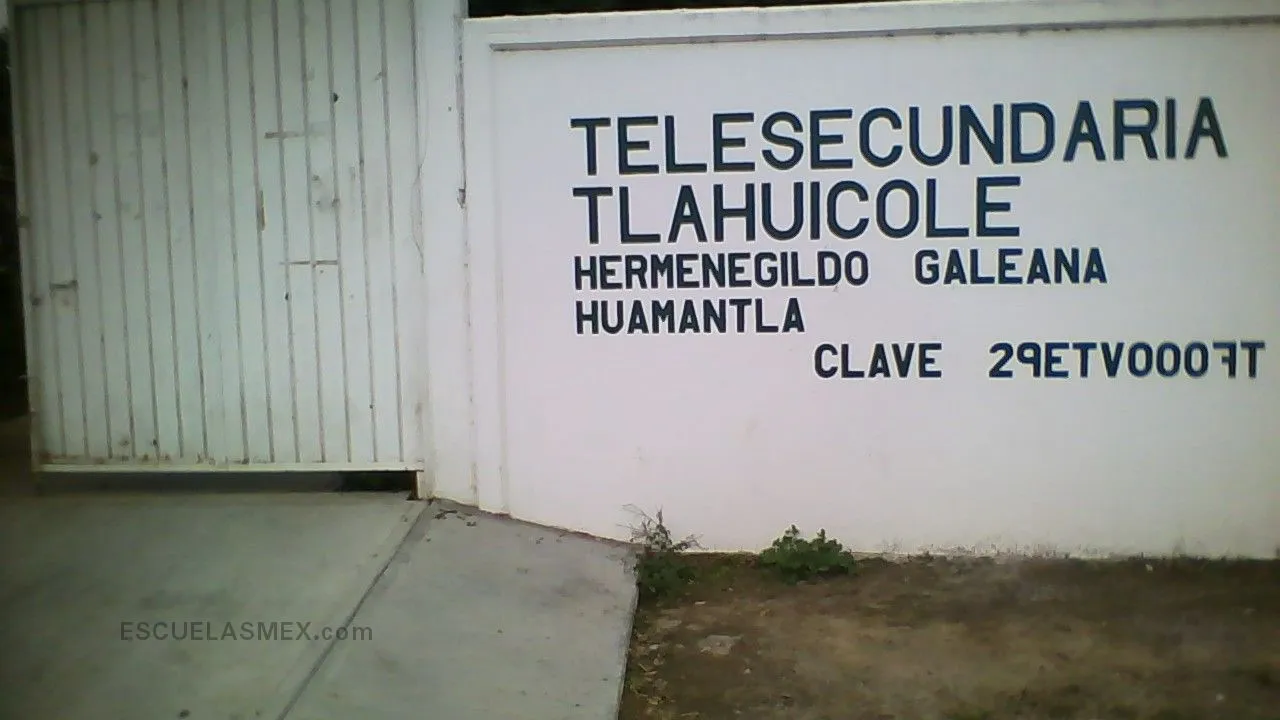 TELESECUNDARIA
TLAHUICOLE
HERMENEGILDO GALEANA
HUAMANTLA
CLAVE 29ETV0007T
ESCUELASMEX.com